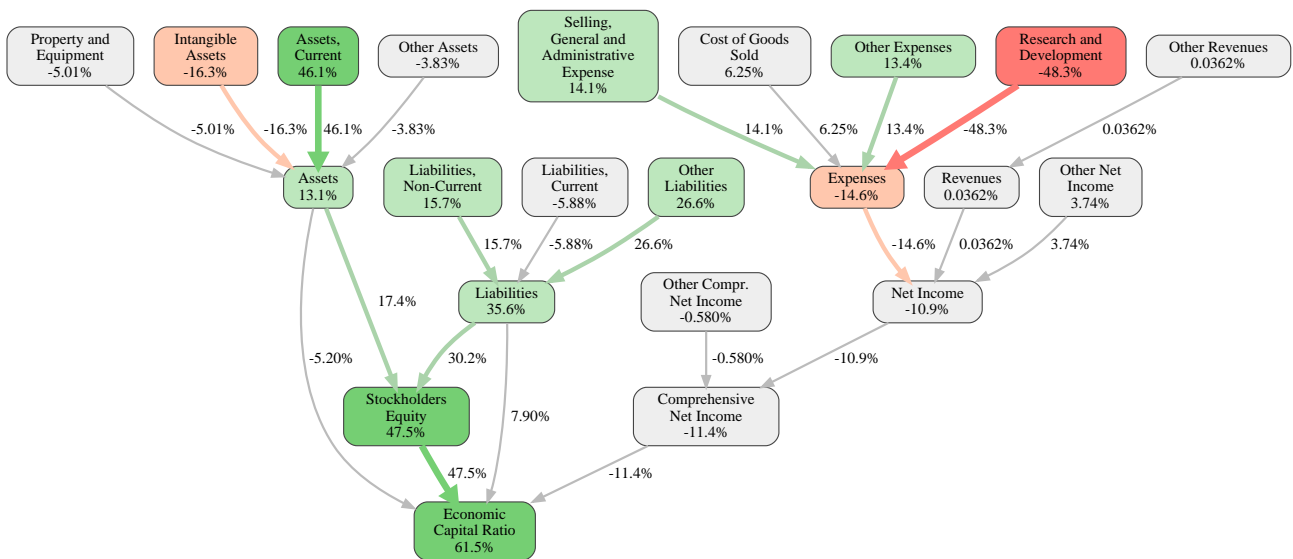 Property and
Equipment
-5.01%
Intangible
Assets
-16.3%
Assets,
Current
46.1%
Other Assets
-3.83%
Selling,
General and
Administrative
Expense
14.1%
Cost of Goods
Sold
6.25%
Other Expenses
13.4%
Research and
Development
-48.3%
Other Revenues
0.0362%
-5.01%
-16.3%
46.1%
-3.83%
14.1%
6.25%
13.4%
-48.3%
0.0362%
Assets
13.1%
Liabilities,
Non-Current
15.7%
Liabilities,
Current
-5.88%
Other
Liabilities
26.6%
Expenses
-14.6%
Revenues
0.0362%
Other Net
Income
3.74%
15.7%
-5.88%
26.6%
-14.6%
0.0362%
3.74%
17.4%
Liabilities
35.6%
Other Compr.
Net Income
-0.580%
Net Income
-10.9%
-5.20%
30.2%
-0.580%
-10.9%
Stockholders
Equity
47.5%
7.90%
Comprehensive
Net Income
-11.4%
47.5%
-11.4%
Economic
Capital Ratio
61.5%